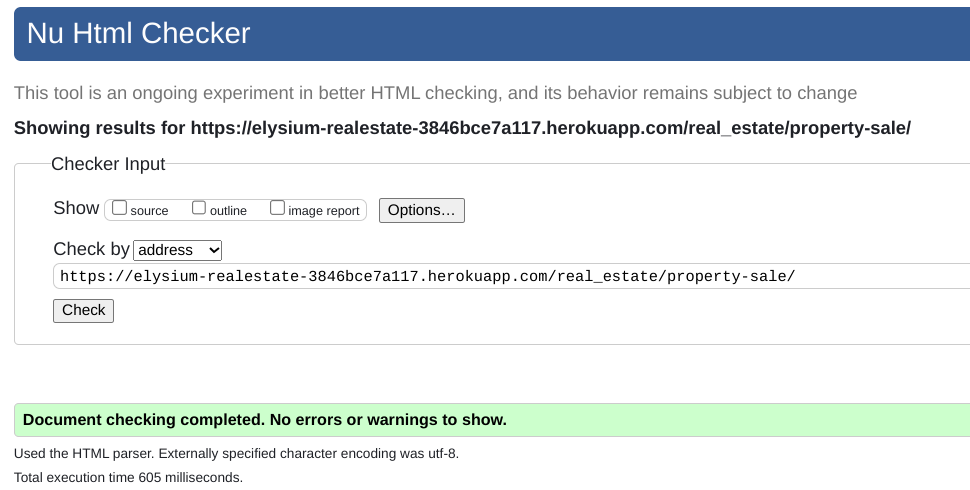 Nu Html Checker
This tool is an ongoing experiment in better HTML checking, and its behavior remains subject to change
Showing results for https://elysium-realestate-3846bce7a117.herokuapp.com/real_estate/property-sale/
Checker Input
Show source outline image report Options...
Check by address
https://elysium-realestate-3846bce7a117.herokuapp.com/real_estate/property-sale/
Check
Document checking completed. No errors or warnings to show.
Used the HTML parser. Externally specified character encoding was utf-8.
Total execution time 605 milliseconds.